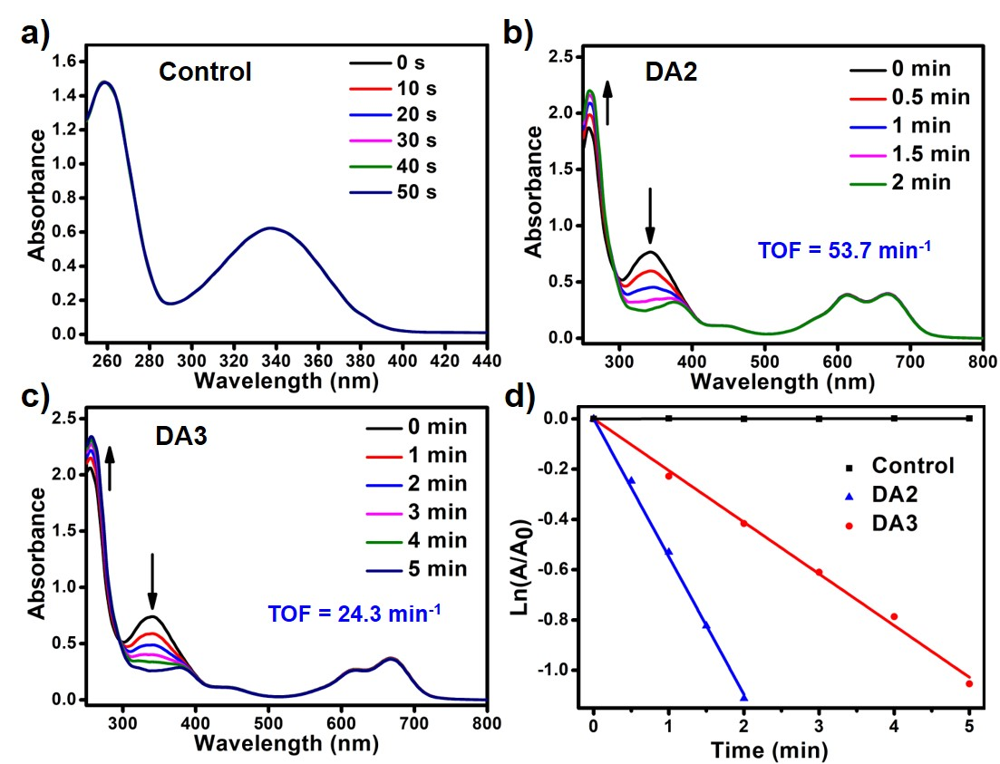 a)
Control
0 s
10 s
20 s
30 s
40 s
50 s
Absorbance
1.6
1.4
1.2
1.0
0.8
0.6
0.4
0.2
0.0
260 280 300 320 340 360 380 400 420 440
Wavelength (nm)
b)
DA2
0 min
0.5 min
1 min
1.5 min
2 min
TOF = 53.7 min-1
Absorbance
2.5
2.0
1.5
1.0
0.5
0.0
300 400 500 600 700 800
Wavelength (nm)
c)
DA3
0 min
1 min
2 min
3 min
4 min
5 min
TOF = 24.3 min-1
Absorbance
2.5
2.0
1.5
1.0
0.5
0.0
300 400 500 600 700 800
Wavelength (nm)
d)
Control
DA2
DA3
Ln(A/A0)
0.0
-0.2
-0.4
-0.6
-0.8
-1.0
0 1 2 3 4 5
Time (min)